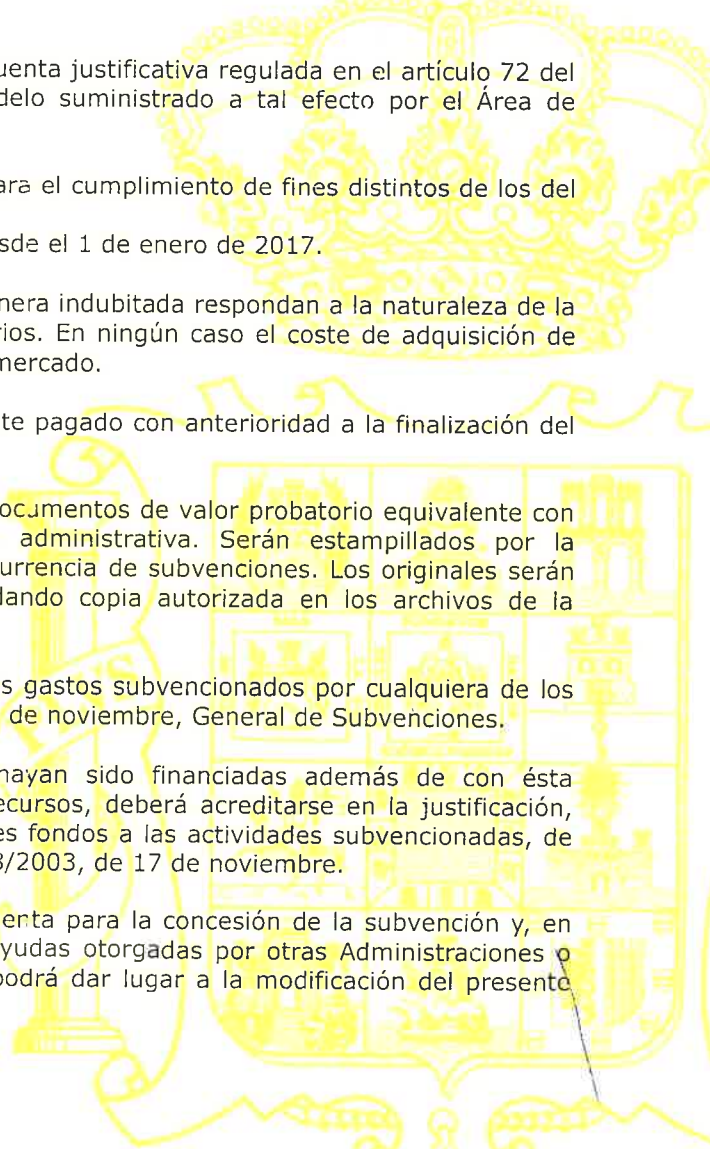 uenta justificativa regulada en el artículo 72 del
delo suministrado a tal efecto por el Área de
ara el cumplimiento de fines distintos de los del
sde el 1 de enero de 2017.
nera indubitada respondan a la naturaleza de la
rios. En ningún caso el coste de adquisición de
mercado.
te pagado con anterioridad a la finalización del
ocumentos de valor probatorio equivalente con
administrativa. Serán estampillados por la
urrencia de subvenciones. Los originales serán
dando copia autorizada en los archivos de la
s gastos subvencionados por cualquiera de los
de noviembre, General de Subvenciones.
hayan sido financiadas además de con ésta
ecursos, deberá acreditarse en la justificación,
es fondos a las actividades subvencionadas, de
8/2003, de 17 de noviembre.
enta para la concesión de la subvención y, en
yudas otorgadas por otras Administraciones o
podrá dar lugar a la modificación del presente